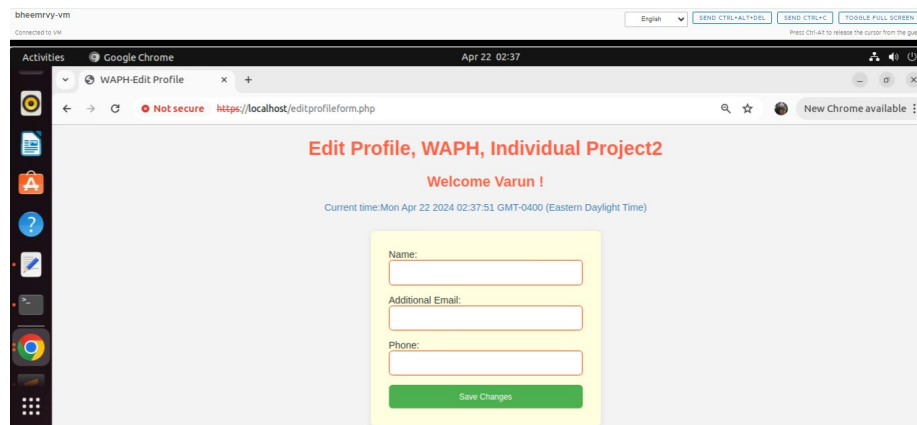 bheemrvy-vm
English
SEND CTRL+ALT+DEL
SEND CTRL+C
TOGGLE FULL SCREEN
Connected to VM
Press Ctrl-Alt to release the cursor from the gue
Activities Google Chrome Apr 22 02:37
WAPH-Edit Profile
Not secure https://localhost/editprofileform.php New Chrome available
Edit Profile, WAPH, Individual Project2
Welcome Varun !
Current time:Mon Apr 22 2024 02:37:51 GMT-0400 (Eastern Daylight Time)
Name:
Additional Email:
Phone:
Save Changes